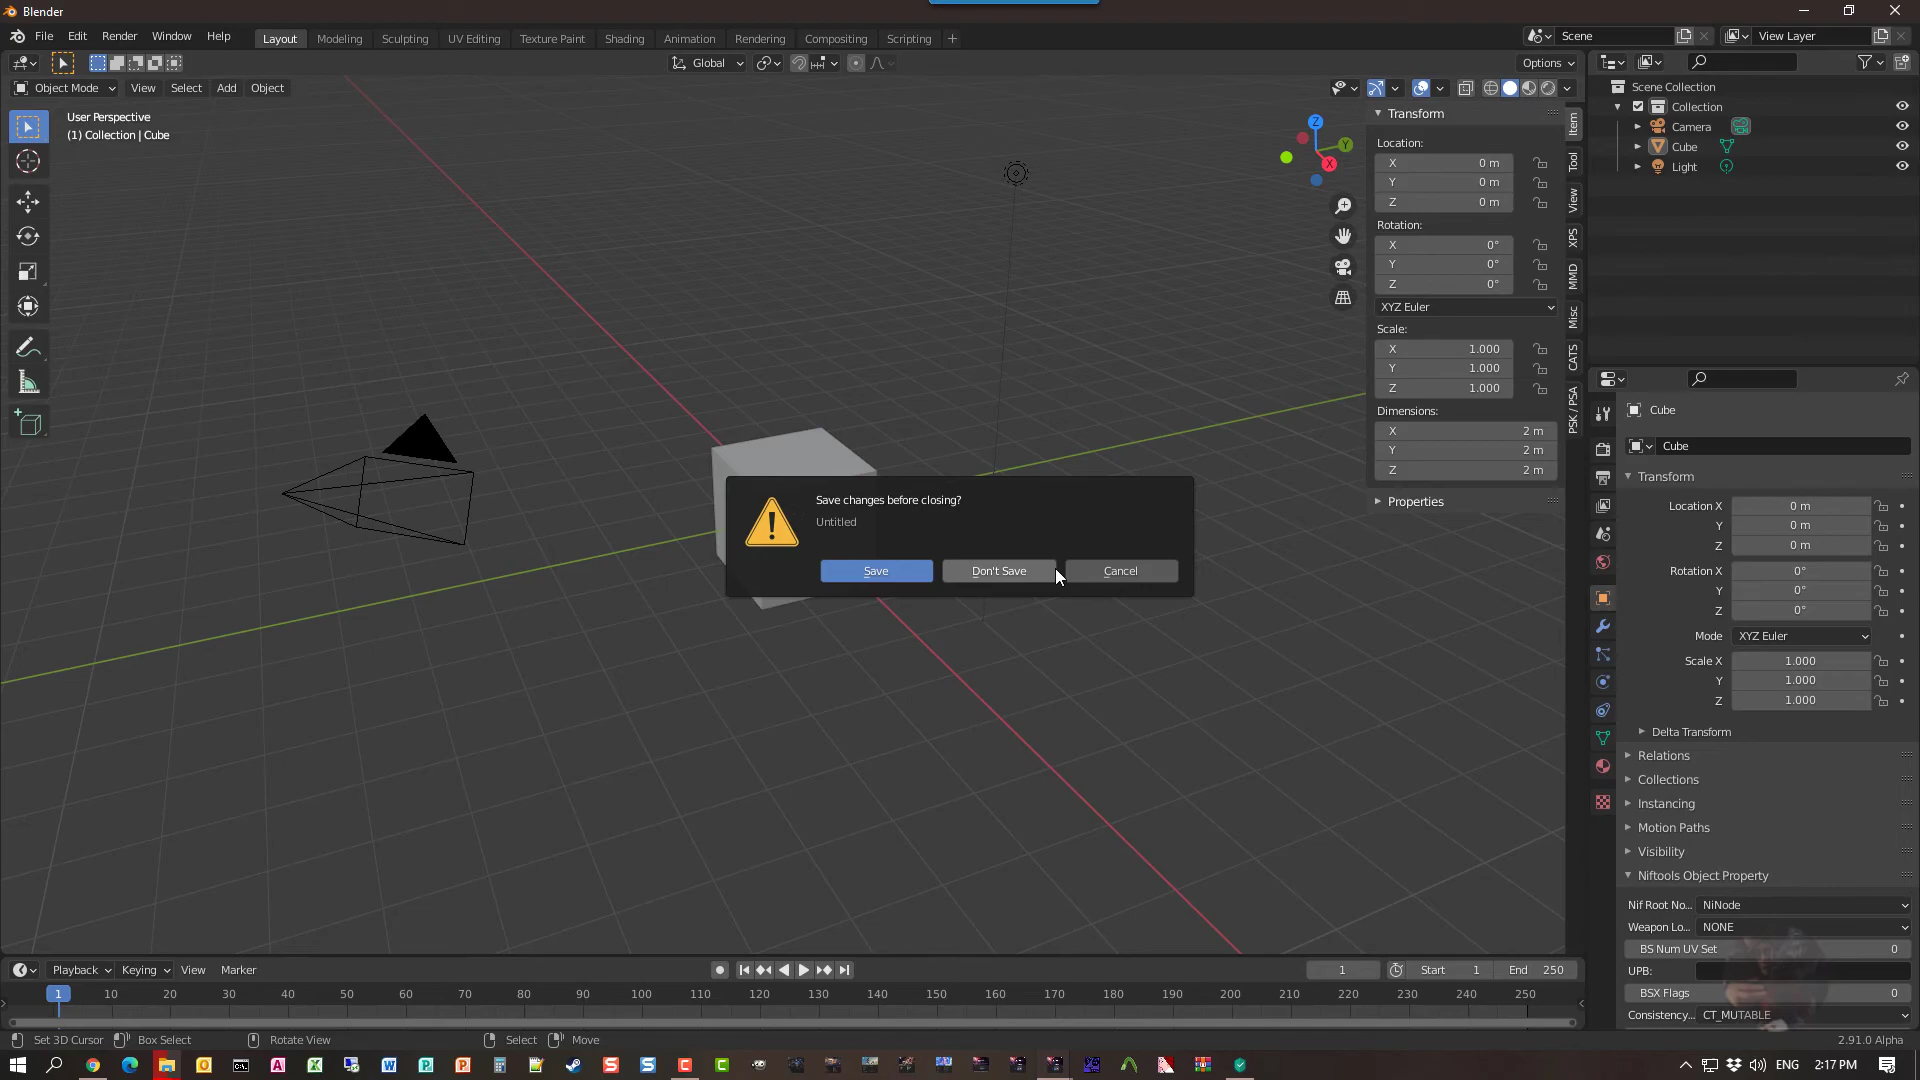 Blender
File Edit Render Window Help
Layout Modeling Sculpting UV Editing Texture Paint Shading Animation Rendering Compositing Scripting +
Scene
View Layer
Global
Options
Object Mode View Select Add Object
User Perspective
(1) Collection | Cube
Z
Y
X
Transform
Location:
X 0 m
Y 0 m
Z 0 m
Rotation:
X 0°
Y 0°
Z 0°
XYZ Euler
Scale:
X 1.000
Y 1.000
Z 1.000
Dimensions:
X 2 m
Y 2 m
Z 2 m
Properties
Item
Tool
View
XPS
MMD
Misc
CATS
PSK / PSA
Scene Collection
Collection
Camera
Cube
Light
Save changes before closing?
Untitled
Save Don't Save Cancel
Cube
Cube
Transform
Location X 0 m
Y 0 m
Z 0 m
Rotation X 0°
Y 0°
Z 0°
Mode XYZ Euler
Scale X 1.000
Y 1.000
Z 1.000
Delta Transform
Relations
Collections
Instancing
Motion Paths
Visibility
Niftools Object Property
Nif Root No... NiNode
Weapon Lo... NONE
BS Num UV Set 0
UPB:
BSX Flags 0
Consistency... CT_MUTABLE
Playback Keying View Marker
1 Start 1 End 250
1 10 20 30 40 50 60 70 80 90 100 110 120 130 140 150 160 170 180 190 200 210 220 230 240 250
Set 3D Cursor Box Select Rotate View Select Move
2.91.0 Alpha
ENG 2:17 PM